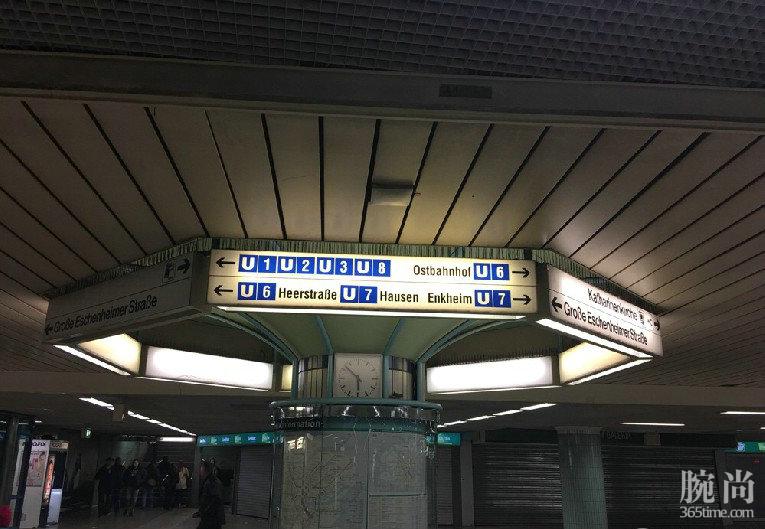 ← U1 U2 U3 U8 Ostbahnhof U6 →
← U6 Heerstraße U7 Hausen Enkheim U7 →
← Große Eschenheimer Straße
Katharinenkirche
← Große Eschenheimer Straße
Information
腕尚
365time.com